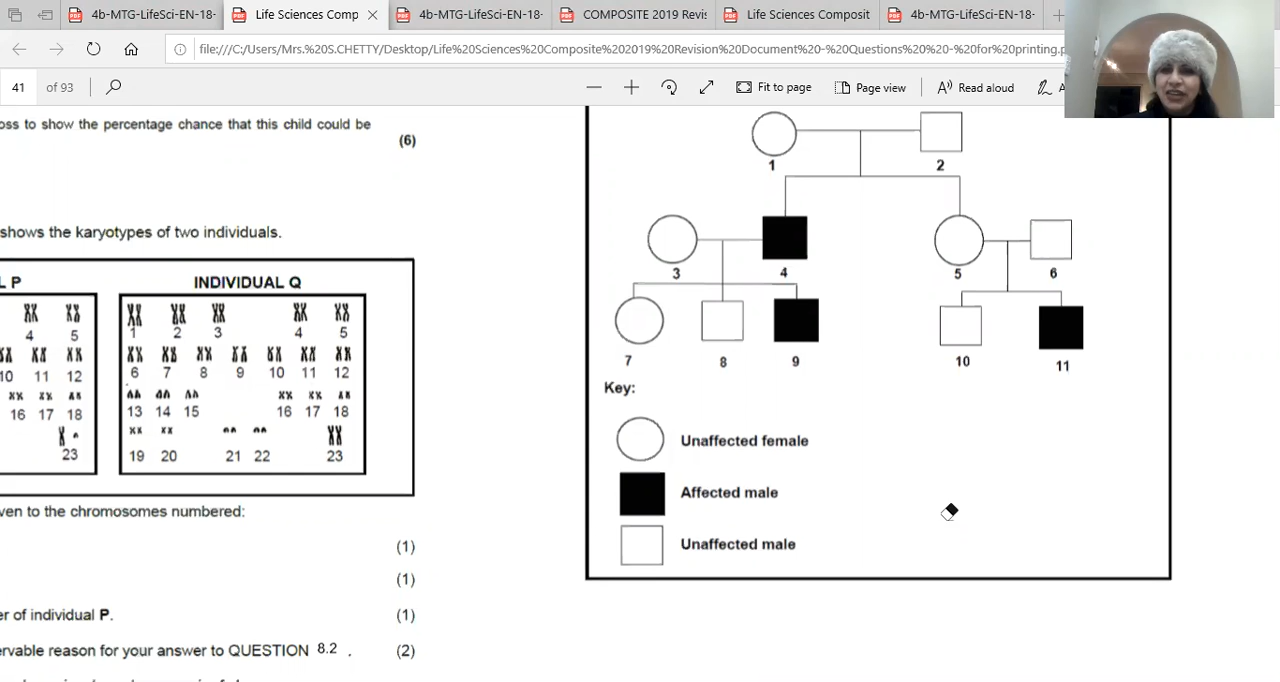 4b-MTG-LifeSci-EN-18-
Life Sciences Comp
4b-MTG-LifeSci-EN-18-
COMPOSITE 2019 Revis
Life Sciences Composit
4b-MTG-LifeSci-EN-18-
file:///C:/Users/Mrs.%20S.CHETTY/Desktop/Life%20Sciences%20Composite%202019%20Revision%20Document%20-%20Questions%20%20-%20for%20printing.p
41 of 93
Fit to page
Page view
Read aloud
oss to show the percentage chance that this child could be
(6)
shows the karyotypes of two individuals.
L P
4 5
10 11 12
16 17 18
23
INDIVIDUAL Q
1 2 3 4 5
6 7 8 9 10 11 12
13 14 15 16 17 18
19 20 21 22 23
ven to the chromosomes numbered:
(1)
(1)
er of individual P. (1)
ervable reason for your answer to QUESTION 8.2 . (2)
1 2
3 4 5 6
7 8 9 10 11
Key:
Unaffected female
Affected male
Unaffected male